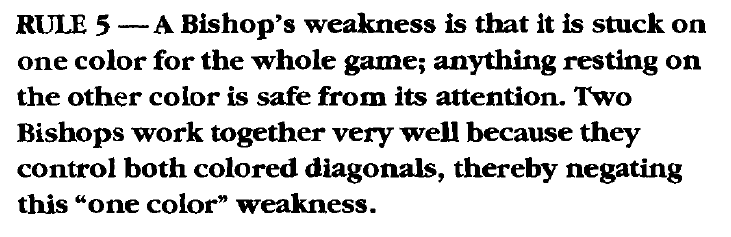 RULE 5 — A Bishop's weakness is that it is stuck on
one color for the whole game; anything resting on
the other color is safe from its attention. Two
Bishops work together very well because they
control both colored diagonals, thereby negating
this “one color” weakness.